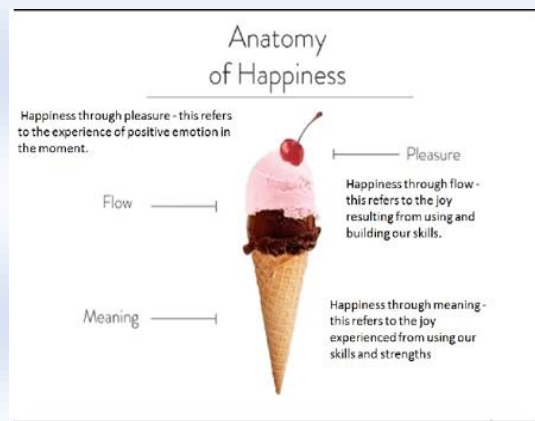 Anatomy
of Happiness
Happiness through pleasure - this refers
to the experience of positive emotion in
the moment.
Pleasure
Happiness through flow -
this refers to the joy
resulting from using and
building our skills.
Flow
Happiness through meaning -
this refers to the joy
experienced from using our
skills and strengths
Meaning